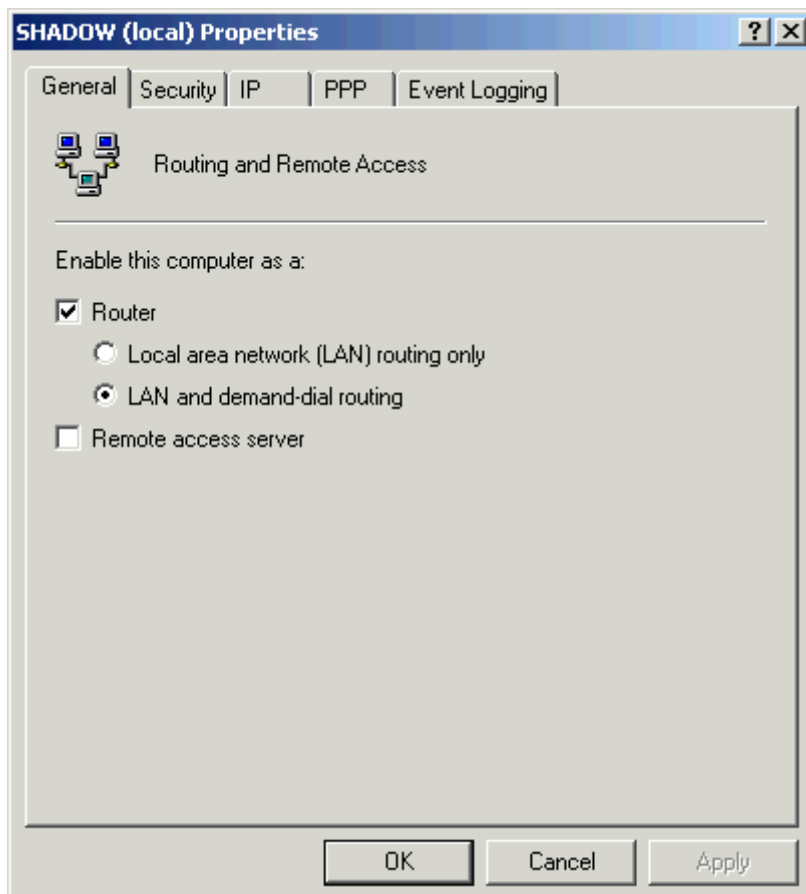 SHADOW (local) Properties
General Security IP PPP Event Logging
Routing and Remote Access
Enable this computer as a:
Router
Local area network (LAN) routing only
LAN and demand-dial routing
Remote access server
OK Cancel Apply